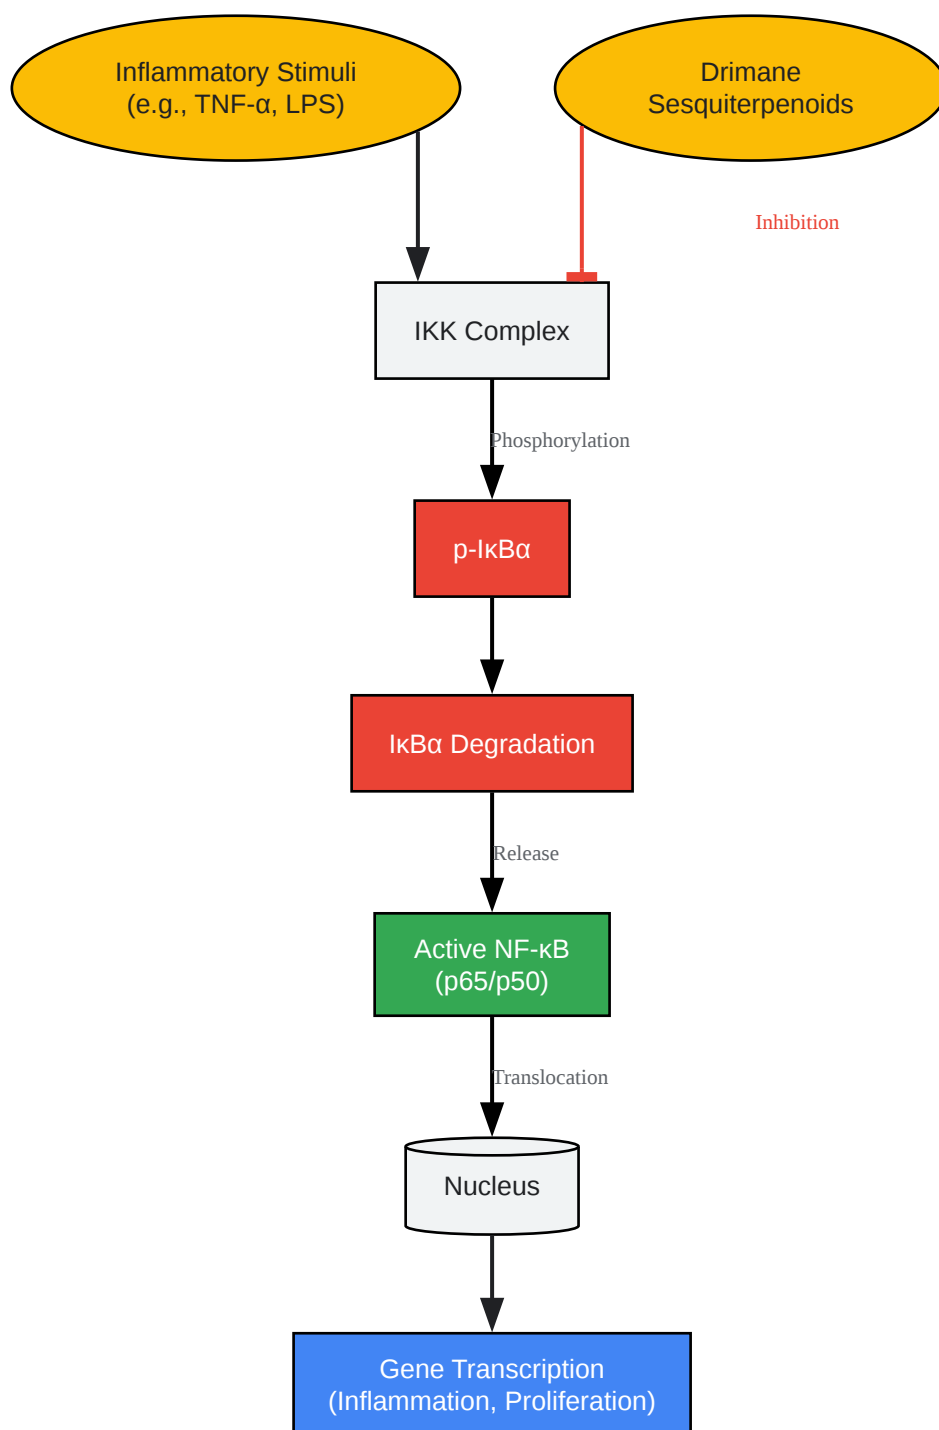 Inflammatory Stimuli
(e.g., TNF-α, LPS)
Drimane
Sesquiterpenoids
Inhibition
IKK Complex
Phosphorylation
p-IκBα
IκBα Degradation
Release
Active NF-κB
(p65/p50)
Translocation
Nucleus
Gene Transcription
(Inflammation, Proliferation)